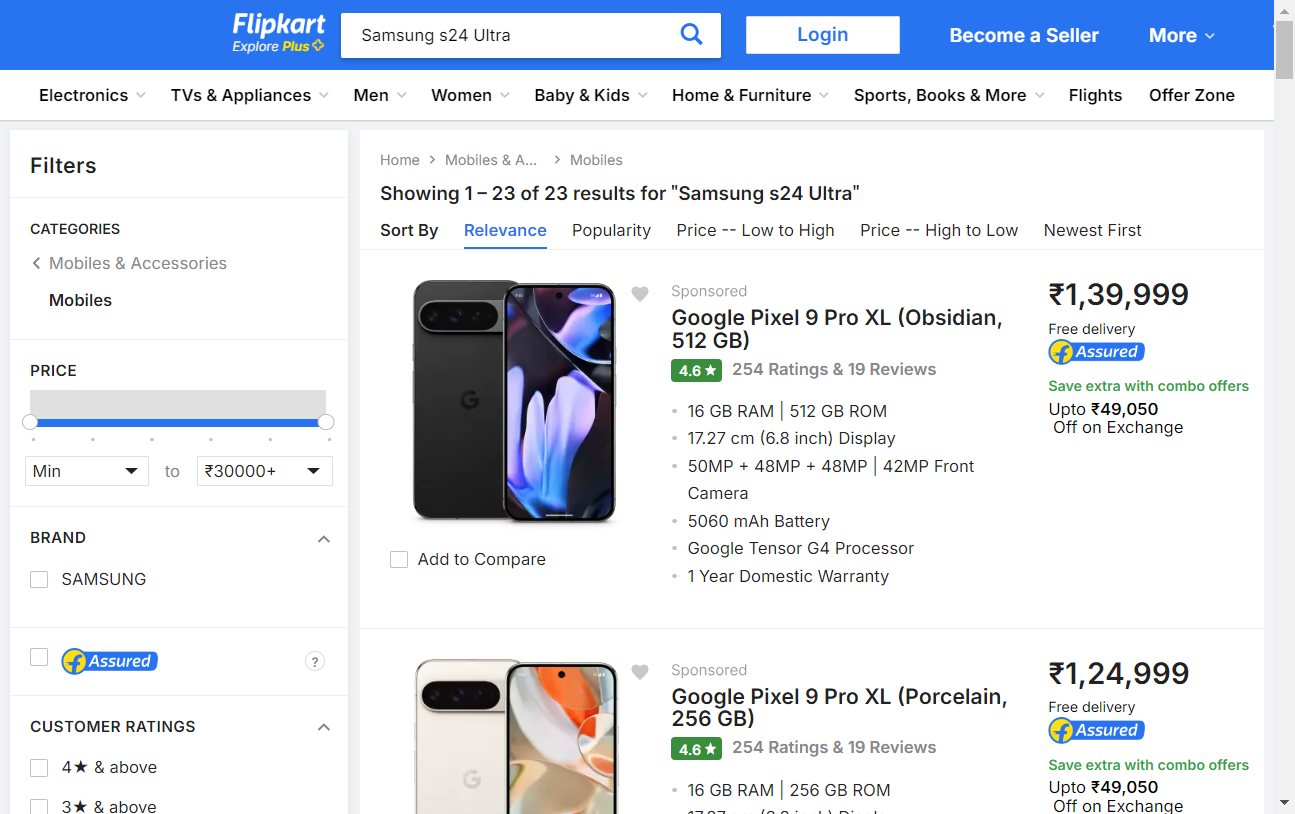 Flipkart
Explore Plus
Samsung s24 Ultra
Login
Become a Seller
More
Electronics
TVs & Appliances
Men
Women
Baby & Kids
Home & Furniture
Sports, Books & More
Flights
Offer Zone
Filters
CATEGORIES
Mobiles & Accessories
Mobiles
PRICE
Min
to
₹30000+
BRAND
SAMSUNG
Assured
?
CUSTOMER RATINGS
4★ & above
3★ & above
Home
Mobiles & A...
Mobiles
Showing 1 – 23 of 23 results for "Samsung s24 Ultra"
Sort By
Relevance
Popularity
Price -- Low to High
Price -- High to Low
Newest First
Add to Compare
Sponsored
Google Pixel 9 Pro XL (Obsidian,
512 GB)
4.6★ 254 Ratings & 19 Reviews
16 GB RAM | 512 GB ROM
17.27 cm (6.8 inch) Display
50MP + 48MP + 48MP | 42MP Front
Camera
5060 mAh Battery
Google Tensor G4 Processor
1 Year Domestic Warranty
₹1,39,999
Free delivery
Assured
Save extra with combo offers
Upto ₹49,050
Off on Exchange
Sponsored
Google Pixel 9 Pro XL (Porcelain,
256 GB)
4.6★ 254 Ratings & 19 Reviews
16 GB RAM | 256 GB ROM
₹1,24,999
Free delivery
Assured
Save extra with combo offers
Upto ₹49,050
Off on Exchange